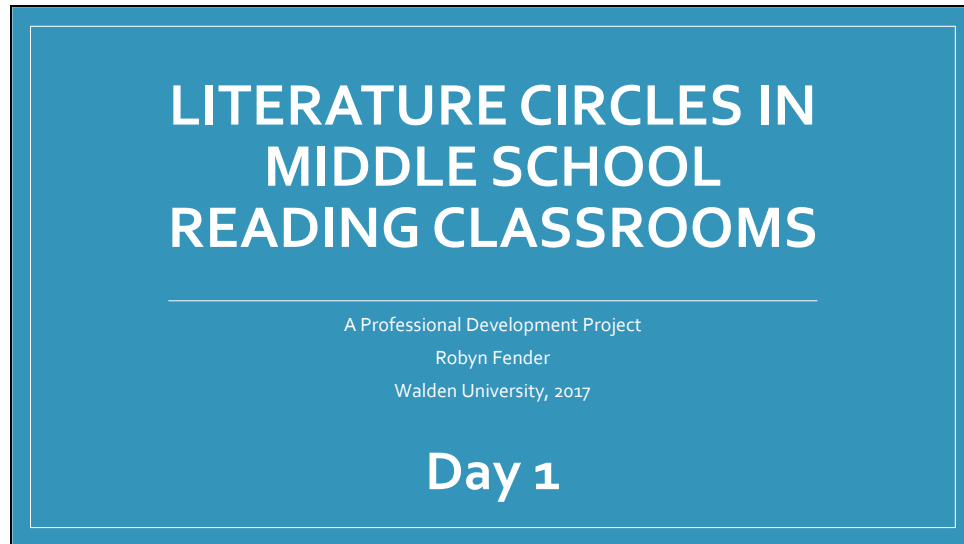 LITERATURE CIRCLES IN
MIDDLE SCHOOL
READING CLASSROOMS
A Professional Development Project
Robyn Fender
Walden University, 2017
Day 1